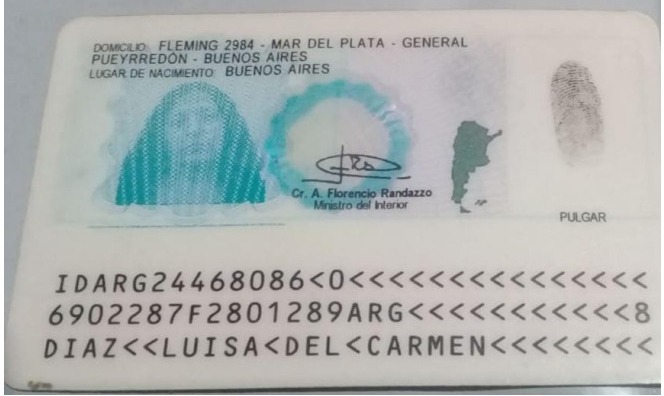 DOMICILIO: FLEMING 2984 - MAR DEL PLATA - GENERAL
PUEYRREDÓN - BUENOS AIRES
LUGAR DE NACIMIENTO: BUENOS AIRES
Cr. A. Florencio Randazzo
Ministro del Interior
PULGAR
IDARG24468086<0<<<<<<<<<<<<<<<
6902287F2801289ARG<<<<<<<<<<<8
DIAZ<<LUISA<DEL<CARMEN<<<<<<<<